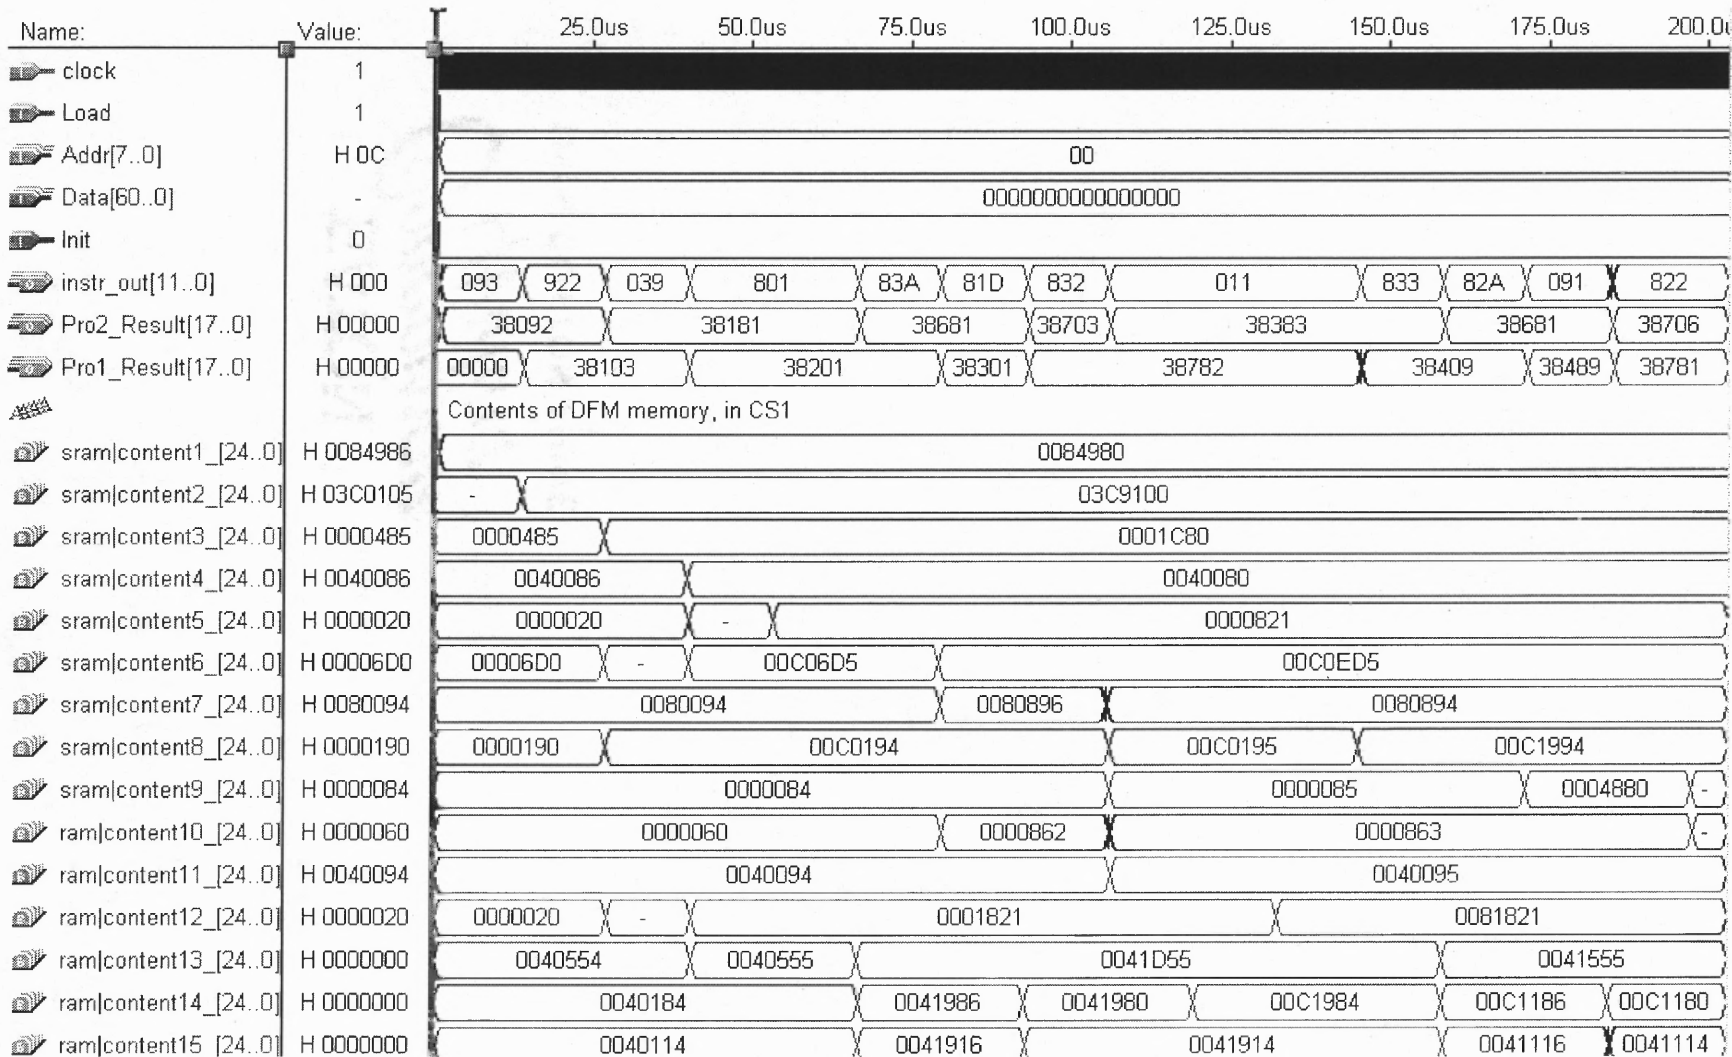 Name: Value: 25.0us 50.0us 75.0us 100.0us 125.0us 150.0us 175.0us 200.0u
clock 1
Load 1
Addr[7..0] H 0C 00
Data[60..0] - 0000000000000000
Init 0
instr_out[11..0] H 000 093 922 039 801 83A 81D 832 011 833 82A 091 822
Pro2_Result[17..0] H 00000 38092 38181 38681 38703 38383 38681 38706
Pro1_Result[17..0] H 00000 00000 38103 38201 38301 38782 38409 38489 38781
Contents of DFM memory, in CS1
sram|content1_[24..0] H 0084986 0084980
sram|content2_[24..0] H 03C0105 - 03C9100
sram|content3_[24..0] H 0000485 0000485 0001C80
sram|content4_[24..0] H 0040086 0040086 0040080
sram|content5_[24..0] H 0000020 0000020 - 0000821
sram|content6_[24..0] H 00006D0 00006D0 - 00C06D5 00C0ED5
sram|content7_[24..0] H 0080094 0080094 0080896 0080894
sram|content8_[24..0] H 0000190 0000190 00C0194 00C0195 00C1994
sram|content9_[24..0] H 0000084 0000084 0000085 0004880 -
ram|content10_[24..0] H 0000060 0000060 0000862 0000863 -
ram|content11_[24..0] H 0040094 0040094 0040095
ram|content12_[24..0] H 0000020 0000020 - 0001821 0081821
ram|content13_[24..0] H 0000000 0040554 0040555 0041D55 0041555
ram|content14_[24..0] H 0000000 0040184 0041986 0041980 00C1984 00C1186 00C1180
ram|content15_[24..0] H 0000000 0040114 0041916 0041914 0041116 0041114